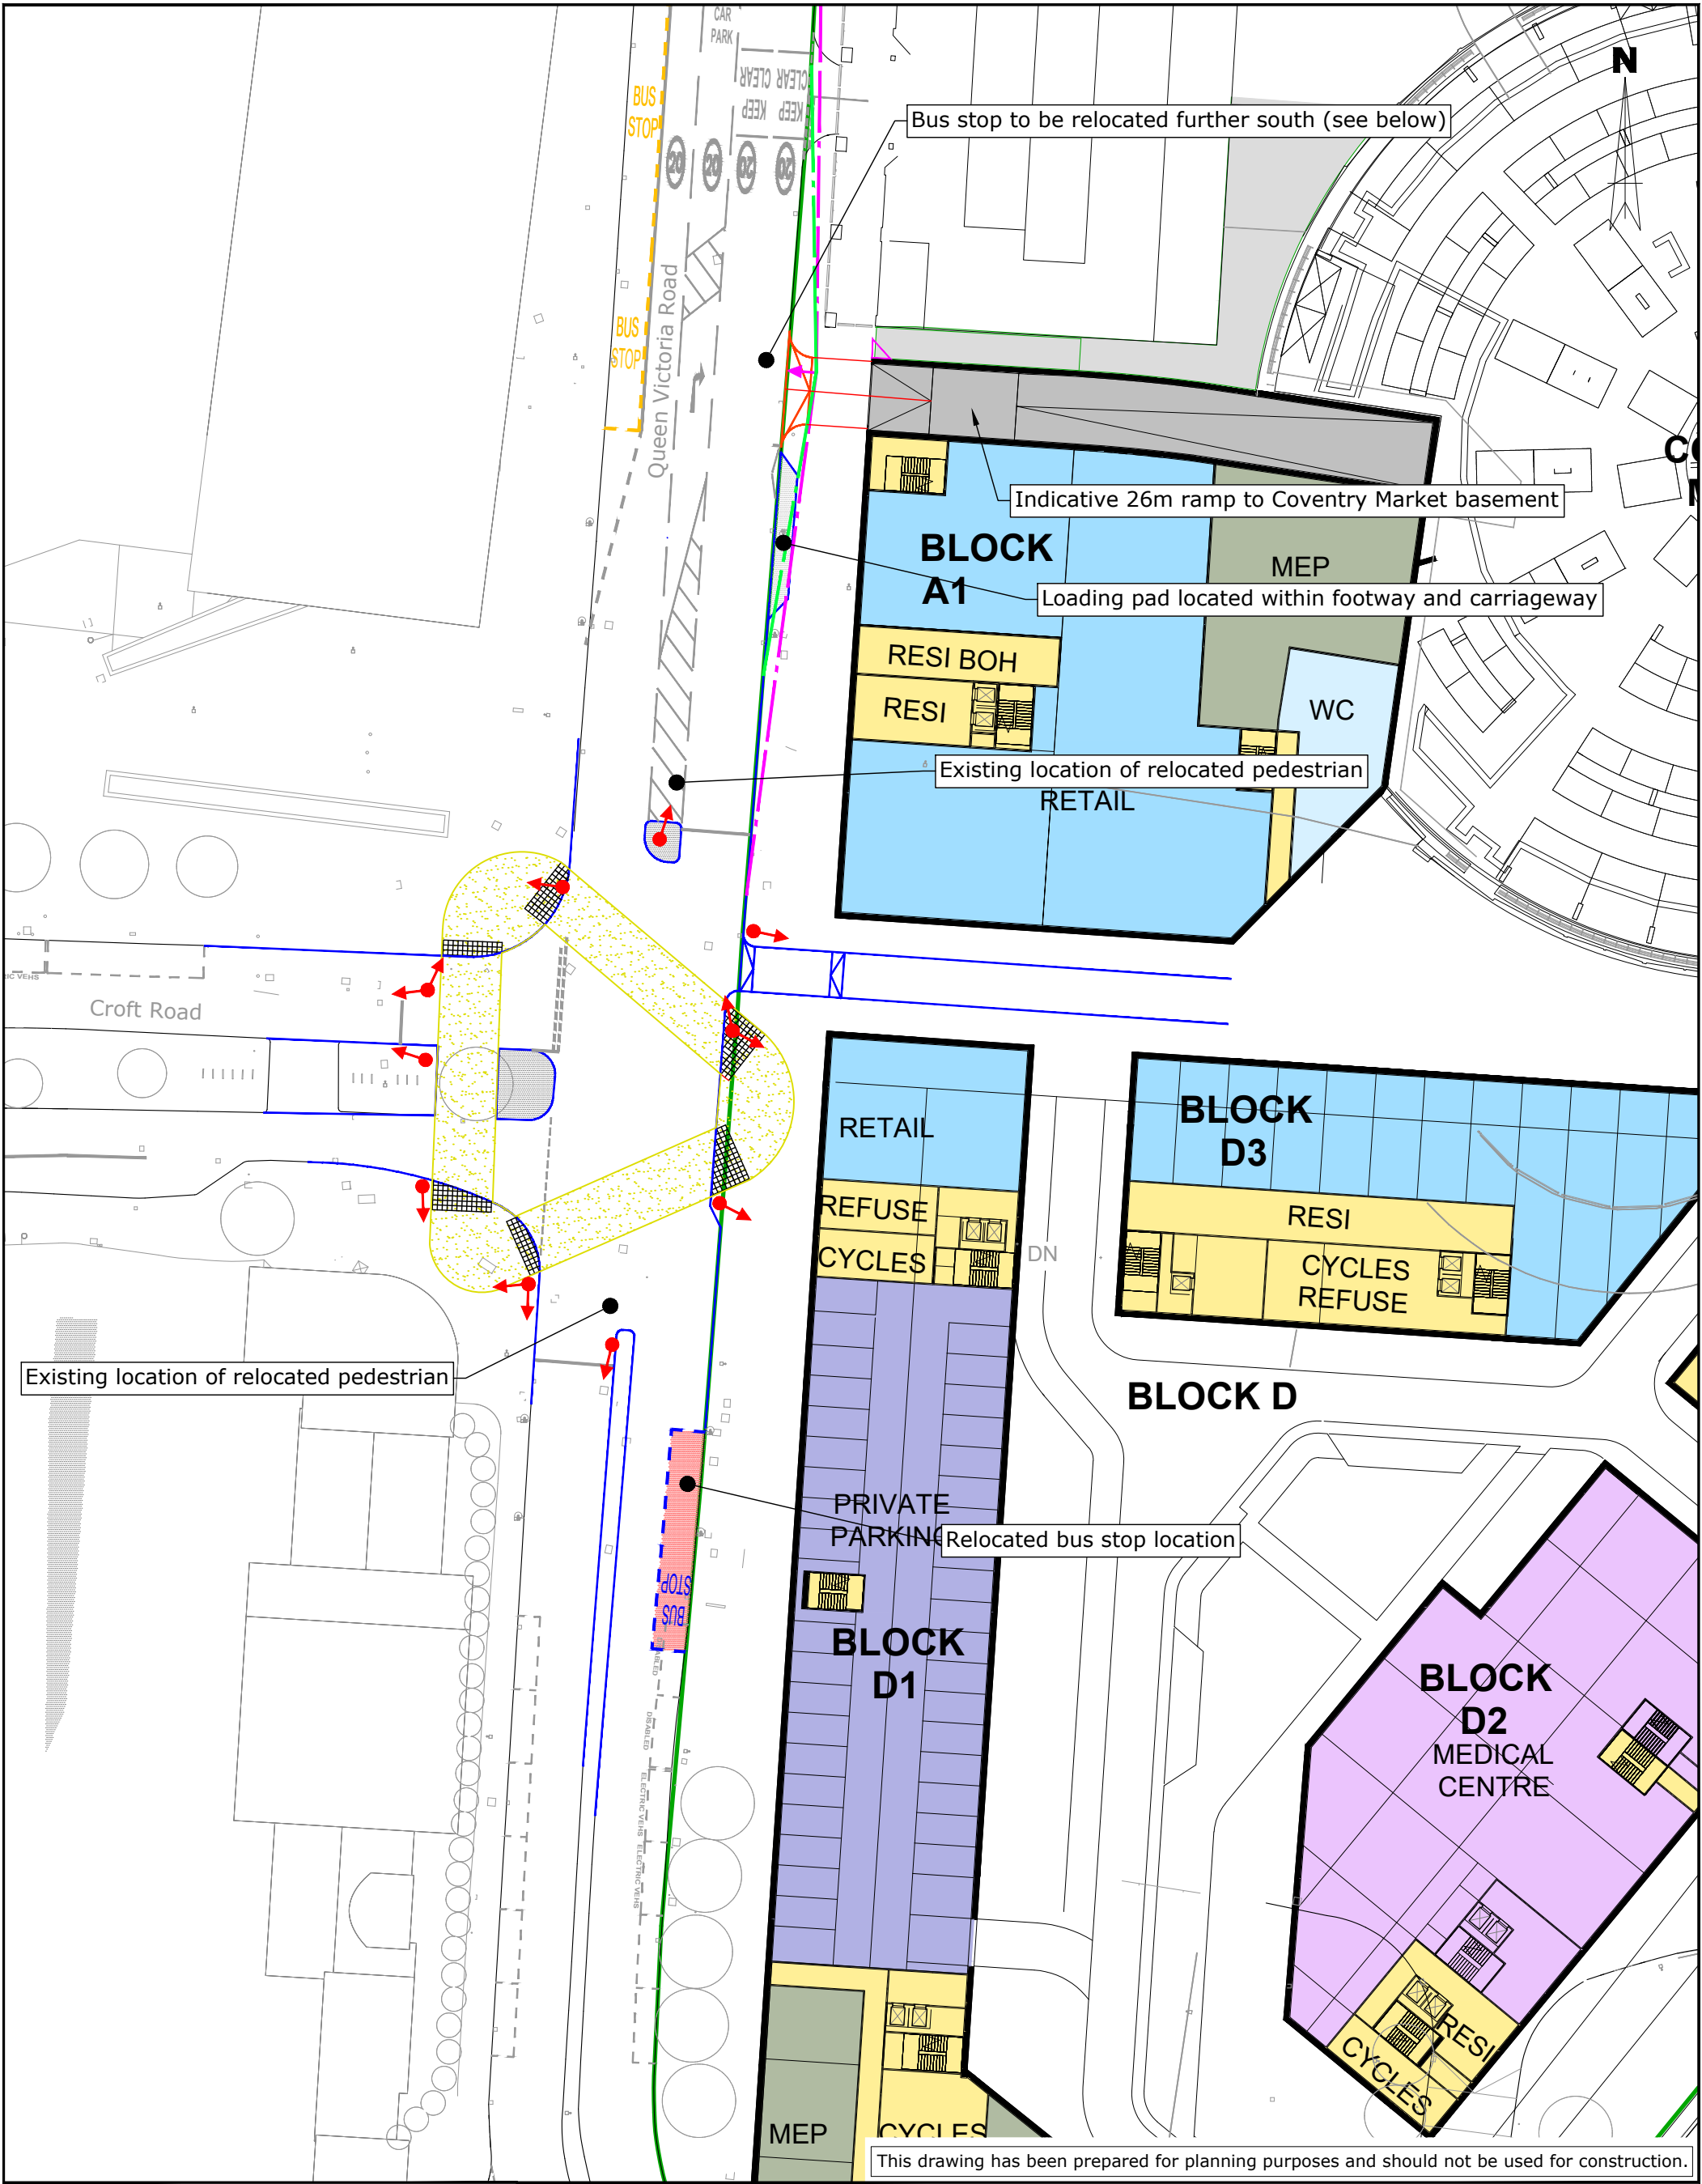 CAR
PARK
KEEP
CLEAR
KEEP
CLEAR
N
BUS
STOP
20
20
20
20
Bus stop to be relocated further south (see below)
Queen Victoria Road
BUS
STOP
Indicative 26m ramp to Coventry Market basement
BLOCK
A1
MEP
Loading pad located within footway and carriageway
RESI BOH
RESI
WC
Existing location of relocated pedestrian
RETAIL
Croft Road
RETAIL
BLOCK
D3
REFUSE
CYCLES
RESI
DN
CYCLES
REFUSE
Existing location of relocated pedestrian
BLOCK D
PRIVATE
PARKING
Relocated bus stop location
BUS
STOP
BLOCK
D1
BLOCK
D2
MEDICAL
CENTRE
DISABLED
ELECTRIC VEHS
ELECTRIC VEHS
RESI
CYCLES
MEP
CYCLES
This drawing has been prepared for planning purposes and should not be used for construction.